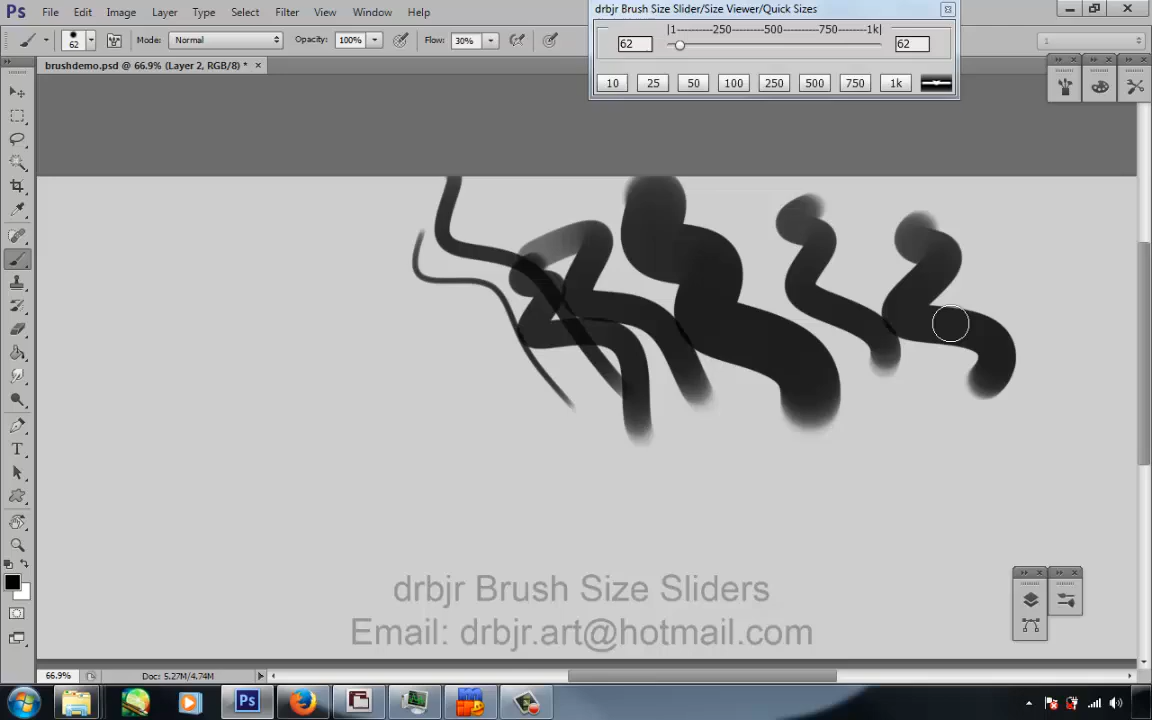 Ps File Edit Image Layer Type Select Filter View Window Help
drbjr Brush Size Slider/Size Viewer/Quick Sizes
|1----------250---------500---------750-------1k|
62 62
10 25 50 100 250 500 750 1k
62 Mode: Normal Opacity: 100% Flow: 30% 1
brushdemo.psd @ 66.9% (Layer 2, RGB/8) * ×
T
drbjr Brush Size Sliders
Email: drbjr.art@hotmail.com
66.9% Doc: 5.27M/4.74M
Ps